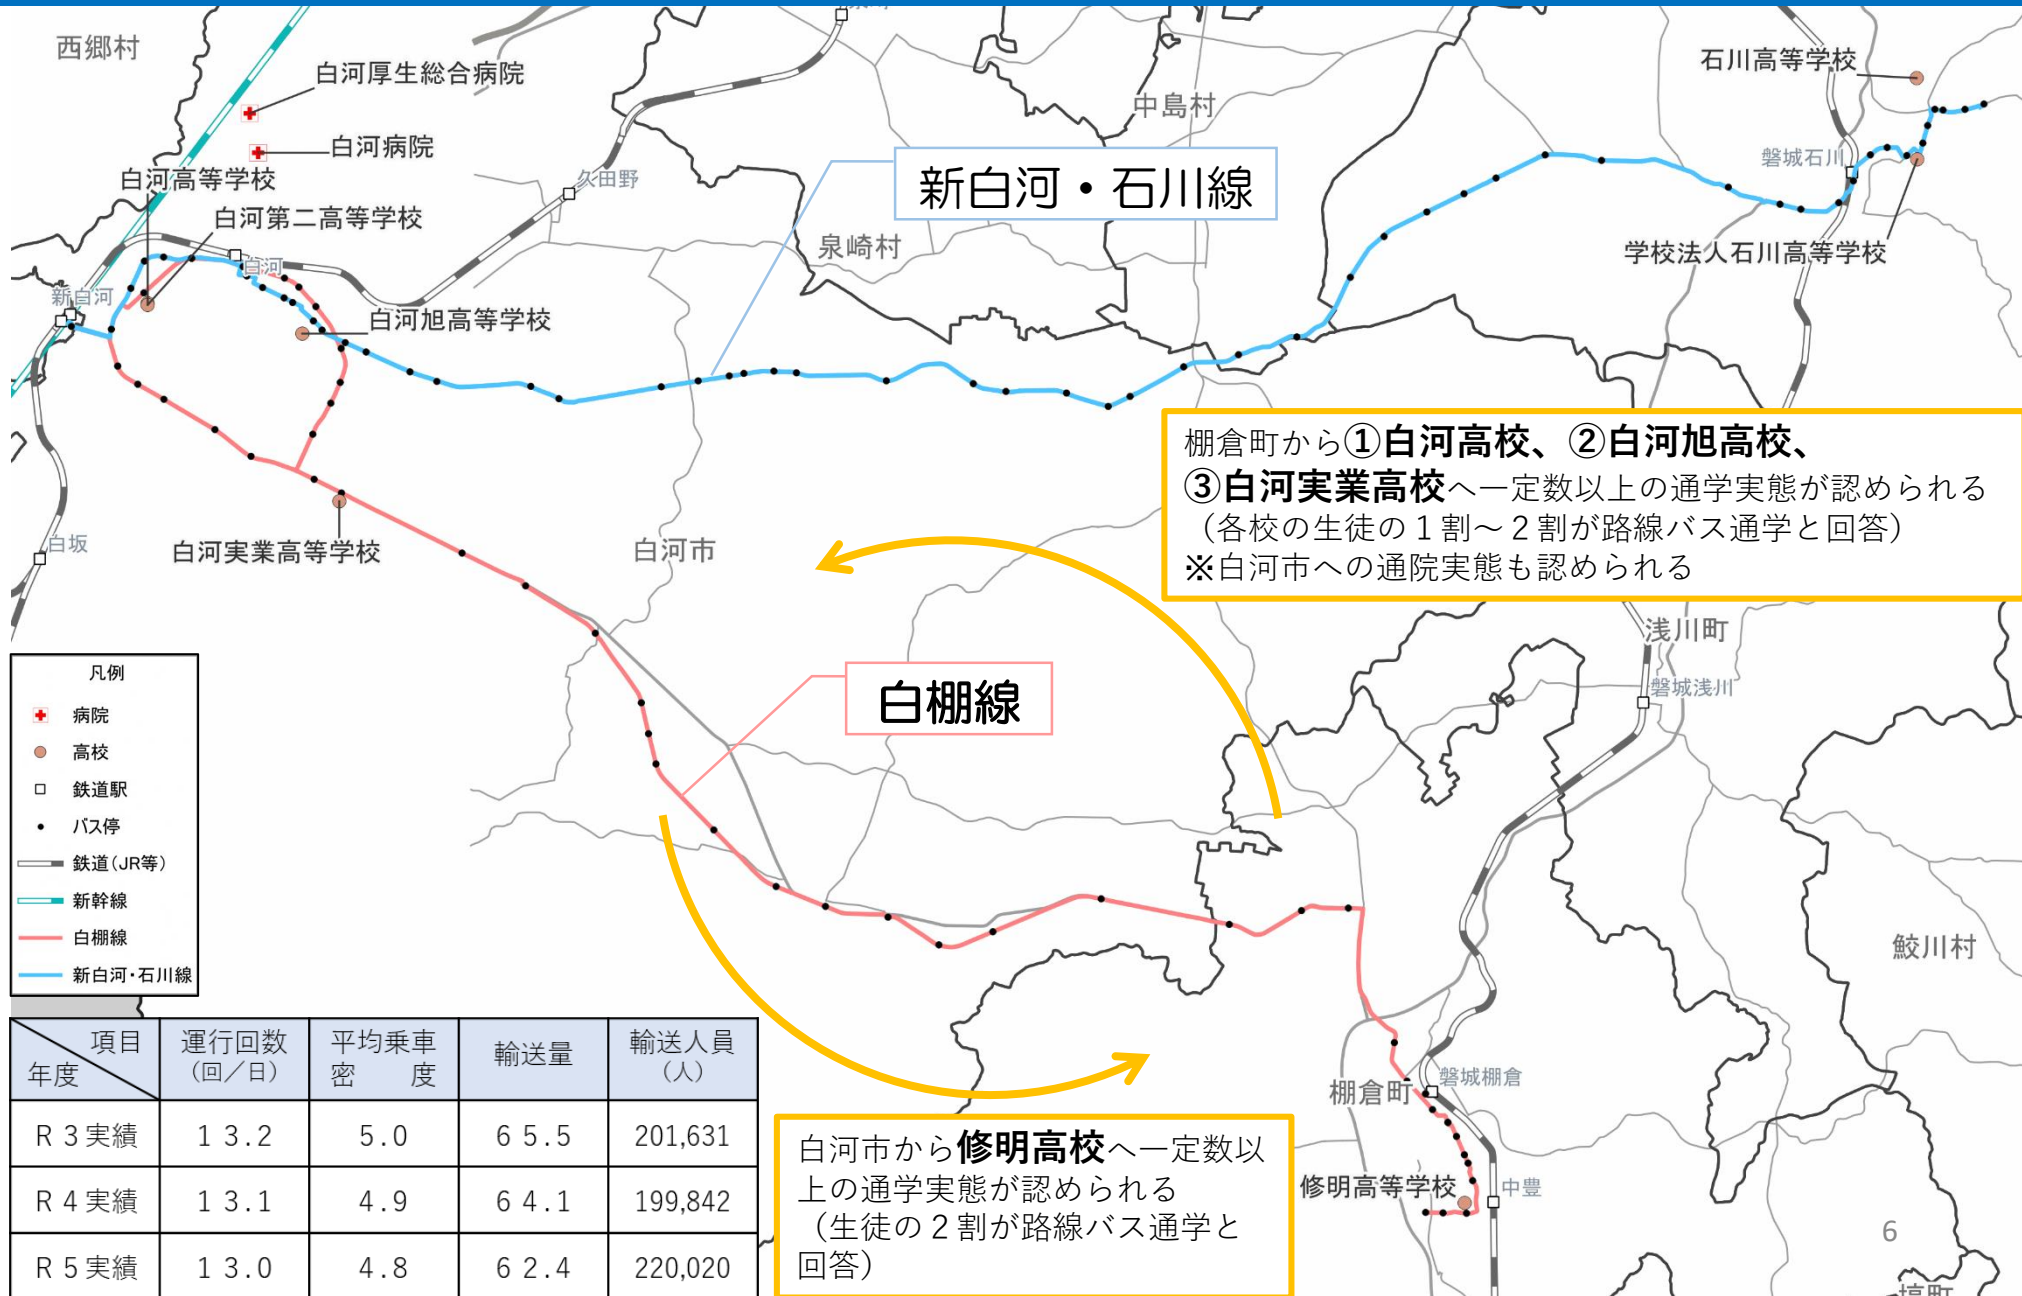 西郷村
白河厚生総合病院
白河病院
白河高等学校
白河第二高等学校
新白河
白河
久田野
白河旭高等学校
泉崎村
中島村
新白河・石川線
石川高等学校
磐城石川
学校法人石川高等学校
棚倉町から①白河高校、②白河旭高校、
③白河実業高校へ一定数以上の通学実態が認められる
（各校の生徒の１割～２割が路線バス通学と回答）
※白河市への通院実態も認められる
白坂
白河実業高等学校
白河市
白棚線
浅川町
磐城浅川
鮫川村
凡例
病院
高校
鉄道駅
バス停
鉄道（JR等）
新幹線
白棚線
新白河・石川線
項目
年度
運行回数
（回／日）
平均乗車
密度
輸送量
輸送人員
（人）
Ｒ３実績 １３.２ ５.０ ６５.５ 201,631
Ｒ４実績 １３.１ ４.９ ６４.１ 199,842
Ｒ５実績 １３.０ ４.８ ６２.４ 220,020
白河市から修明高校へ一定数以
上の通学実態が認められる
（生徒の２割が路線バス通学と
回答）
棚倉町
磐城棚倉
修明高等学校
中豊
6
塙町